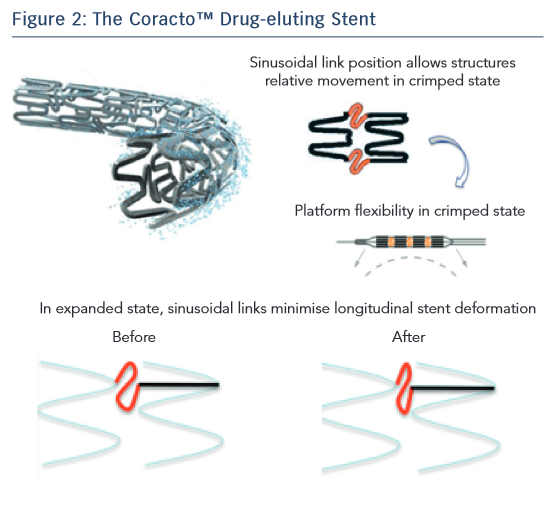 Figure 2: The Coracto™ Drug-eluting Stent
Sinusoidal link position allows structures
relative movement in crimped state
Platform flexibility in crimped state
In expanded state, sinusoidal links minimise longitudinal stent deformation
Before
After